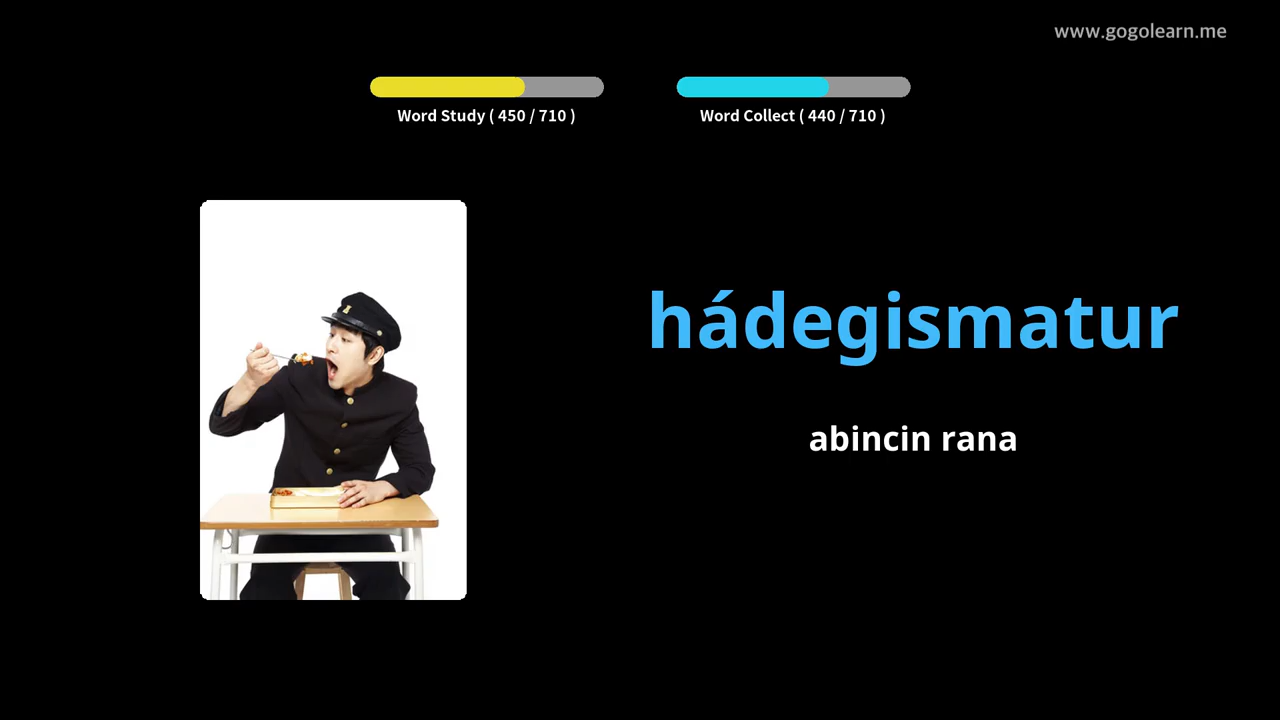 www.gogolearn.me
Word Study ( 450 / 710 )
Word Collect ( 440 / 710 )
hádegismatur
abincin rana